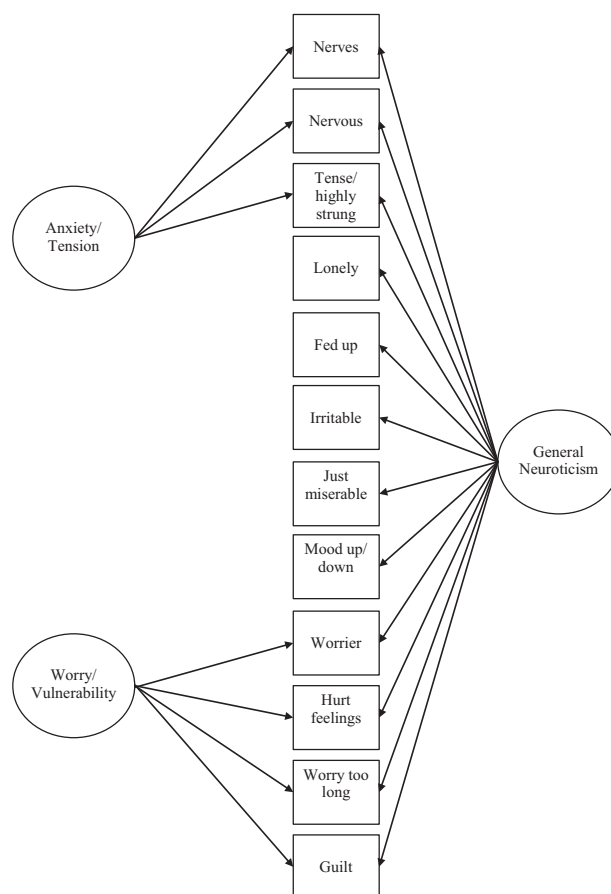 Nerves
Nervous
Tense/
highly
strung
Anxiety/
Tension
Lonely
Fed up
Irritable
General
Neuroticism
Just
miserable
Mood up/
down
Worrier
Worry/
Vulnerability
Hurt
feelings
Worry too
long
Guilt